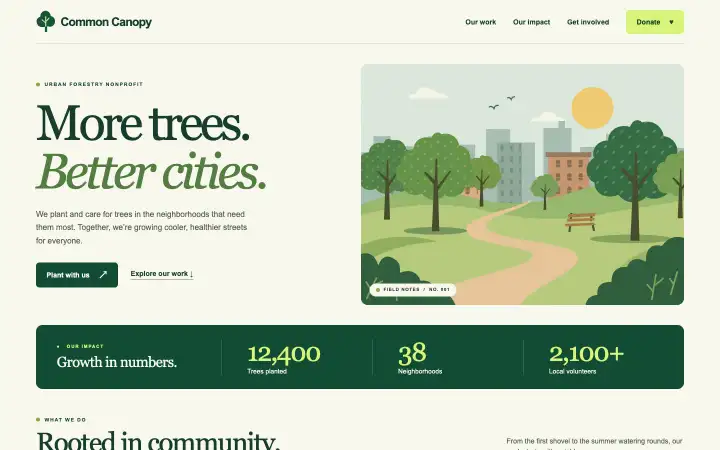 Common Canopy
Our work
Our impact
Get involved
Donate ♥
URBAN FORESTRY NONPROFIT
More trees.
Better cities.
We plant and care for trees in the neighborhoods that need
them most. Together, we're growing cooler, healthier streets
for everyone.
Plant with us ↗
Explore our work ↓
FIELD NOTES / NO. 001
OUR IMPACT
Growth in numbers.
12,400
Trees planted
38
Neighborhoods
2,100+
Local volunteers
WHAT WE DO
Rooted in community.
From the first shovel to the summer watering rounds, our